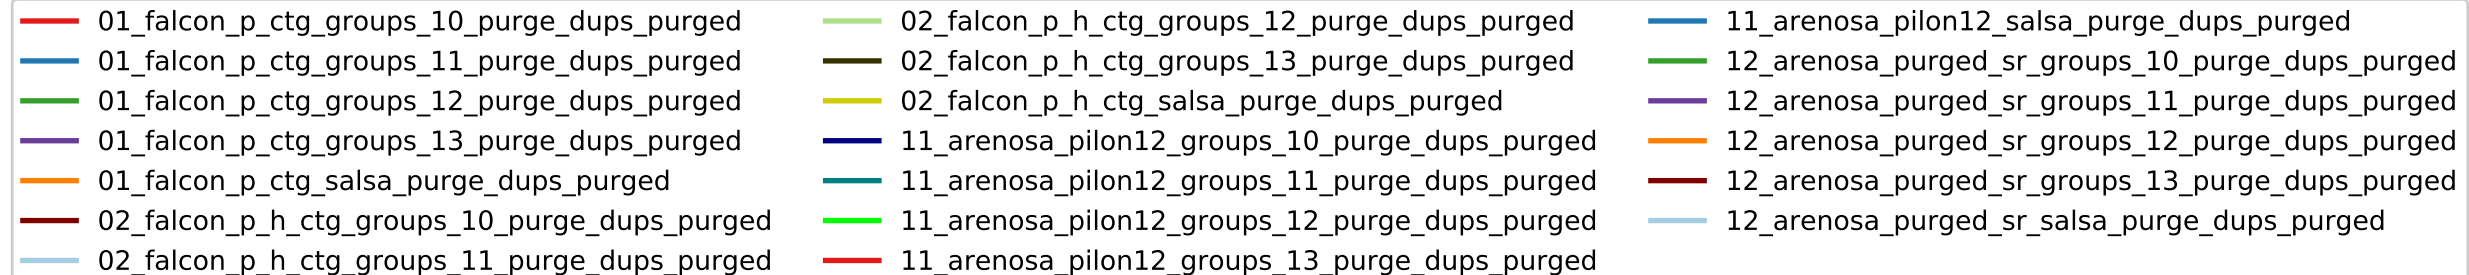 01_falcon_p_ctg_groups_10_purge_dups_purged
01_falcon_p_ctg_groups_11_purge_dups_purged
01_falcon_p_ctg_groups_12_purge_dups_purged
01_falcon_p_ctg_groups_13_purge_dups_purged
01_falcon_p_ctg_salsa_purge_dups_purged
02_falcon_p_h_ctg_groups_10_purge_dups_purged
02_falcon_p_h_ctg_groups_11_purge_dups_purged
02_falcon_p_h_ctg_groups_12_purge_dups_purged
02_falcon_p_h_ctg_groups_13_purge_dups_purged
02_falcon_p_h_ctg_salsa_purge_dups_purged
11_arenosa_pilon12_groups_10_purge_dups_purged
11_arenosa_pilon12_groups_11_purge_dups_purged
11_arenosa_pilon12_groups_12_purge_dups_purged
11_arenosa_pilon12_groups_13_purge_dups_purged
11_arenosa_pilon12_salsa_purge_dups_purged
12_arenosa_purged_sr_groups_10_purge_dups_purged
12_arenosa_purged_sr_groups_11_purge_dups_purged
12_arenosa_purged_sr_groups_12_purge_dups_purged
12_arenosa_purged_sr_groups_13_purge_dups_purged
12_arenosa_purged_sr_salsa_purge_dups_purged